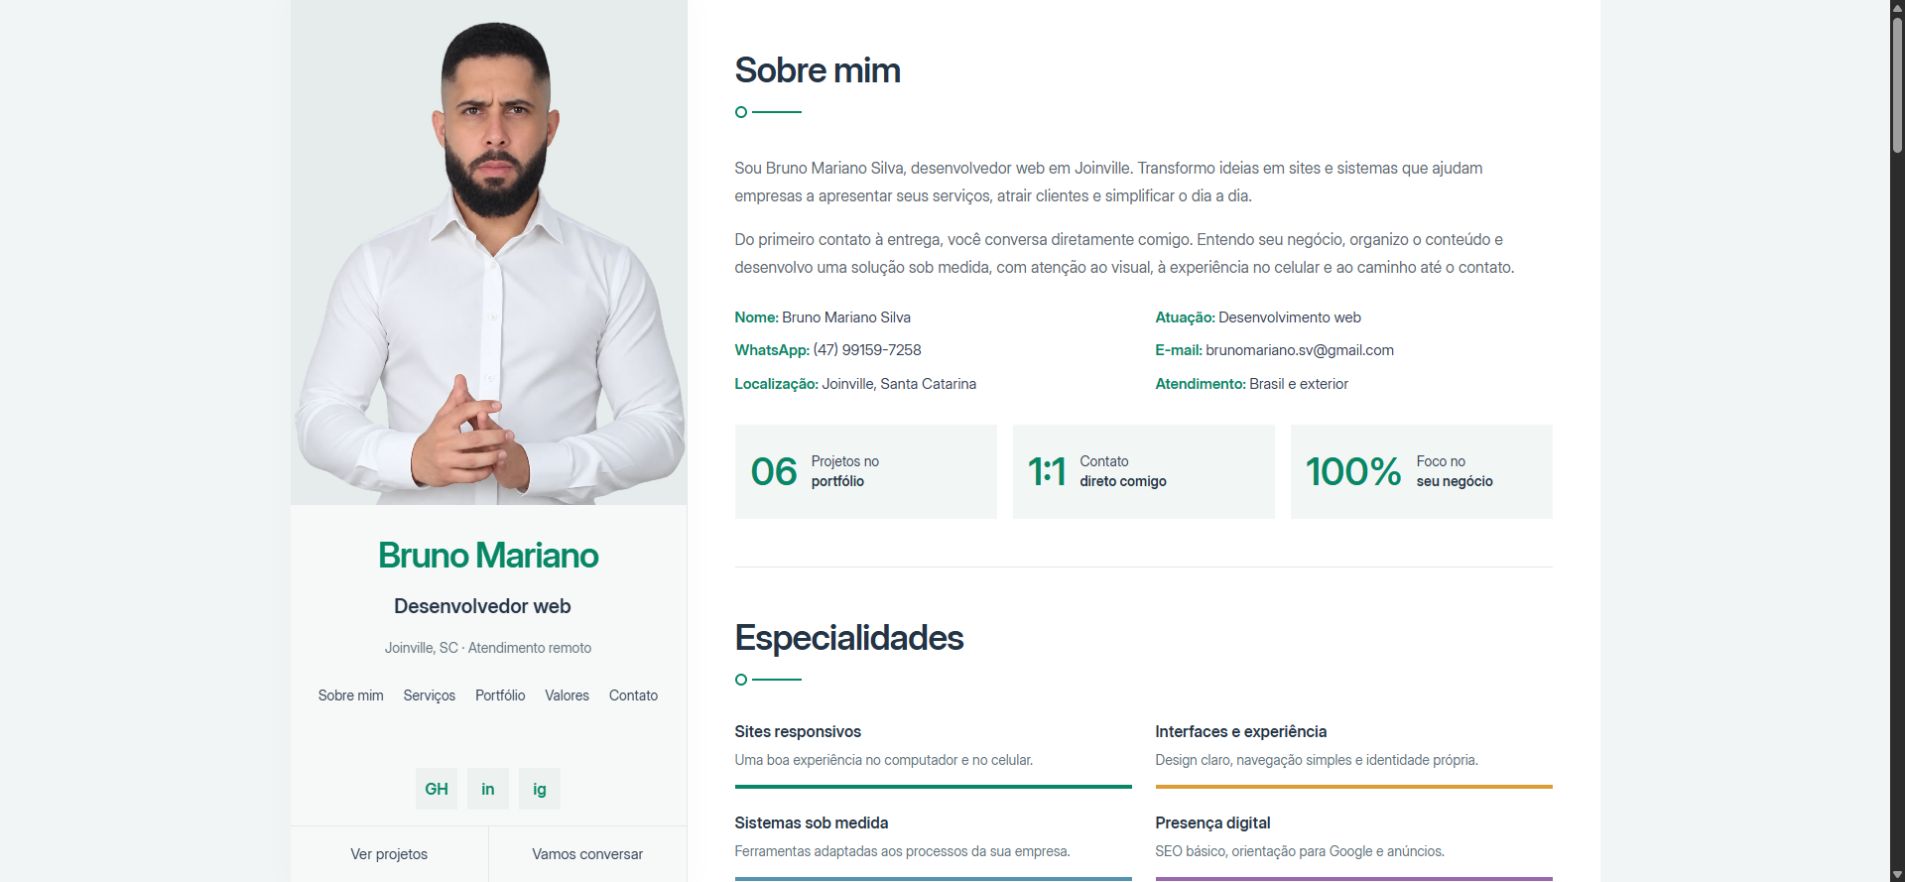 Bruno Mariano
Desenvolvedor web
Joinville, SC · Atendimento remoto
Sobre mim Serviços Portfólio Valores Contato
GH in ig
Ver projetos Vamos conversar
Sobre mim
Sou Bruno Mariano Silva, desenvolvedor web em Joinville. Transformo ideias em sites e sistemas que ajudam
empresas a apresentar seus serviços, atrair clientes e simplificar o dia a dia.
Do primeiro contato à entrega, você conversa diretamente comigo. Entendo seu negócio, organizo o conteúdo e
desenvolvo uma solução sob medida, com atenção ao visual, à experiência no celular e ao caminho até o contato.
Nome: Bruno Mariano Silva
Atuação: Desenvolvimento web
WhatsApp: (47) 99159-7258
E-mail: brunomariano.sv@gmail.com
Localização: Joinville, Santa Catarina
Atendimento: Brasil e exterior
06 Projetos no
portfólio
1:1 Contato
direto comigo
100% Foco no
seu negócio
Especialidades
Sites responsivos
Uma boa experiência no computador e no celular.
Interfaces e experiência
Design claro, navegação simples e identidade própria.
Sistemas sob medida
Ferramentas adaptadas aos processos da sua empresa.
Presença digital
SEO básico, orientação para Google e anúncios.